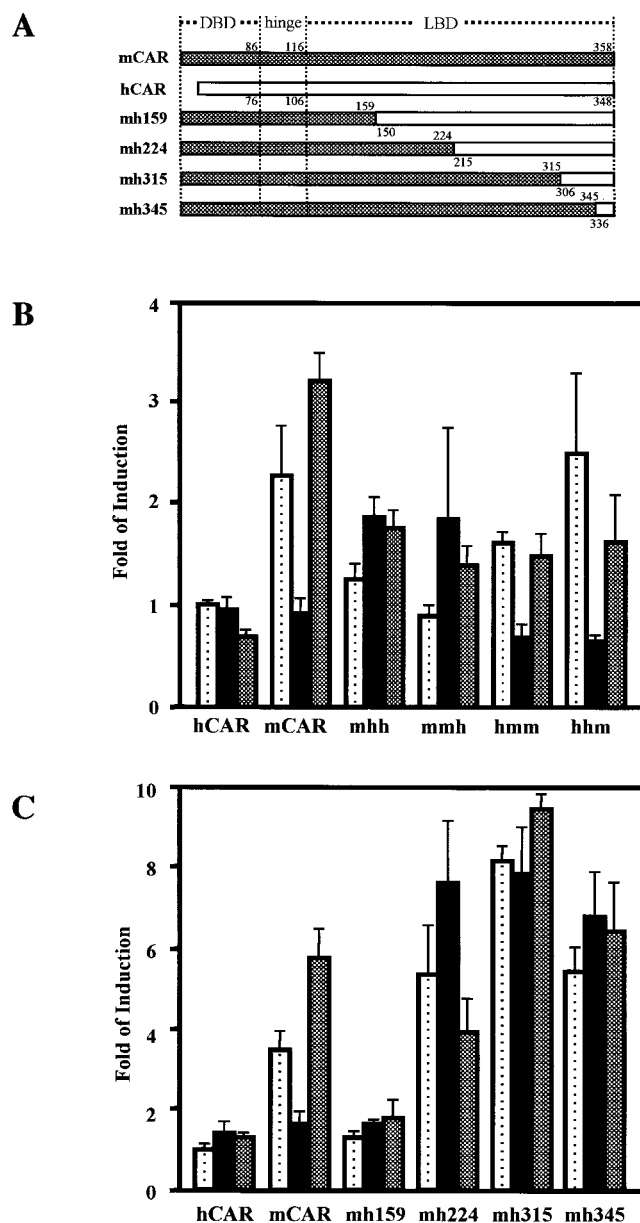 A
DBD hinge LBD
86 116 358
mCAR
hCAR
76 106 159 348
mh159
150 224
mh224
215 315
mh315
306 345
mh345
336
B
4
3
2
1
0
Fold of Induction
hCAR mCAR mhh mmh hmm hhm
C
10
8
6
4
2
0
Fold of Induction
hCAR mCAR mh159 mh224 mh315 mh345